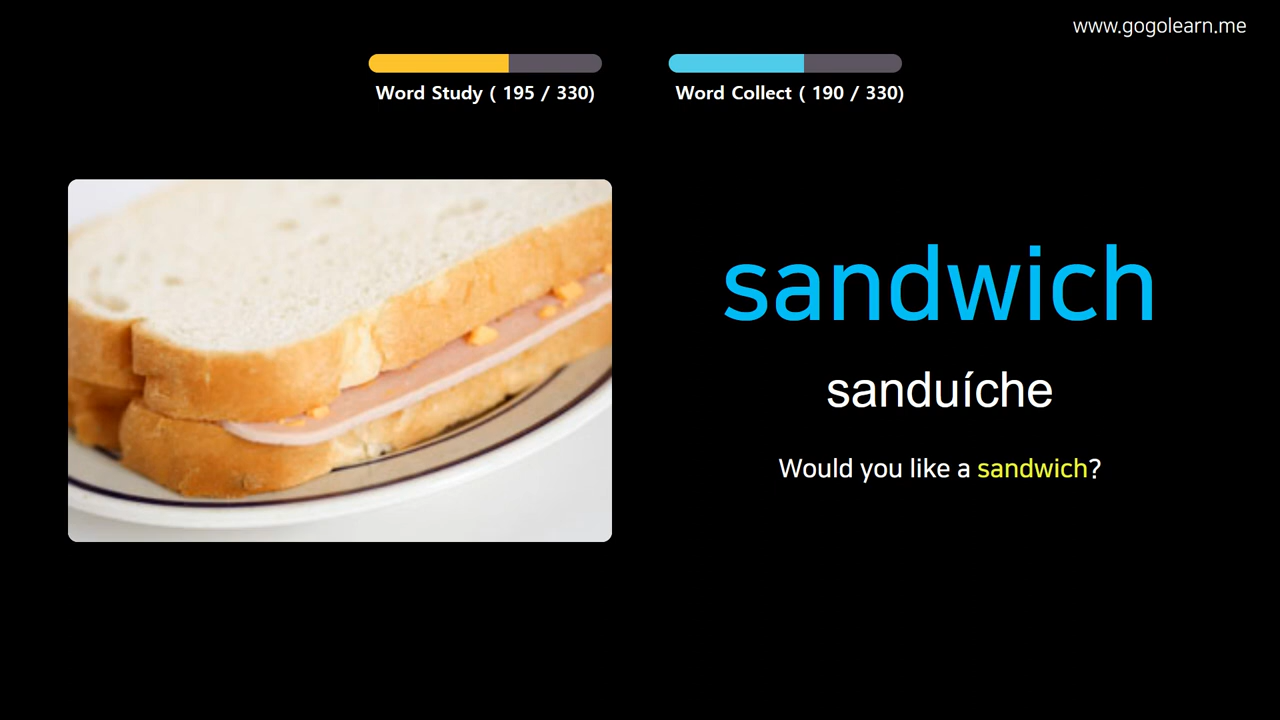 www.gogolearn.me
Word Study ( 195 / 330)
Word Collect ( 190 / 330)
sandwich
sanduíche
Would you like a sandwich?